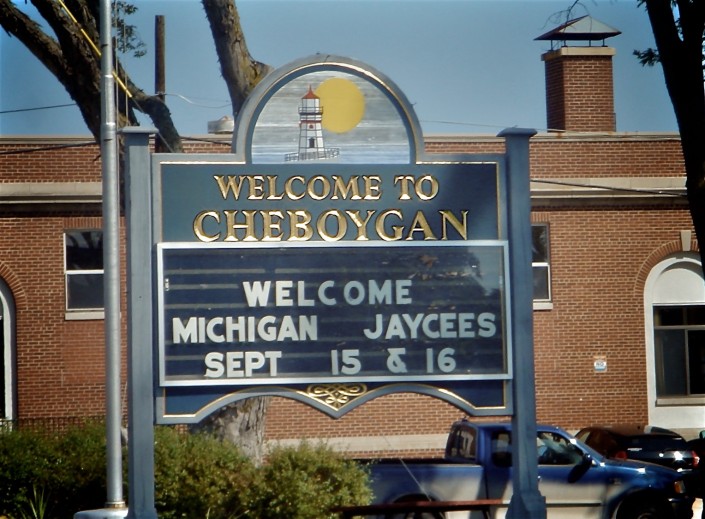 WELCOME TO
CHEBOYGAN
WELCOME
MICHIGAN JAYCEES
SEPT 15 & 16